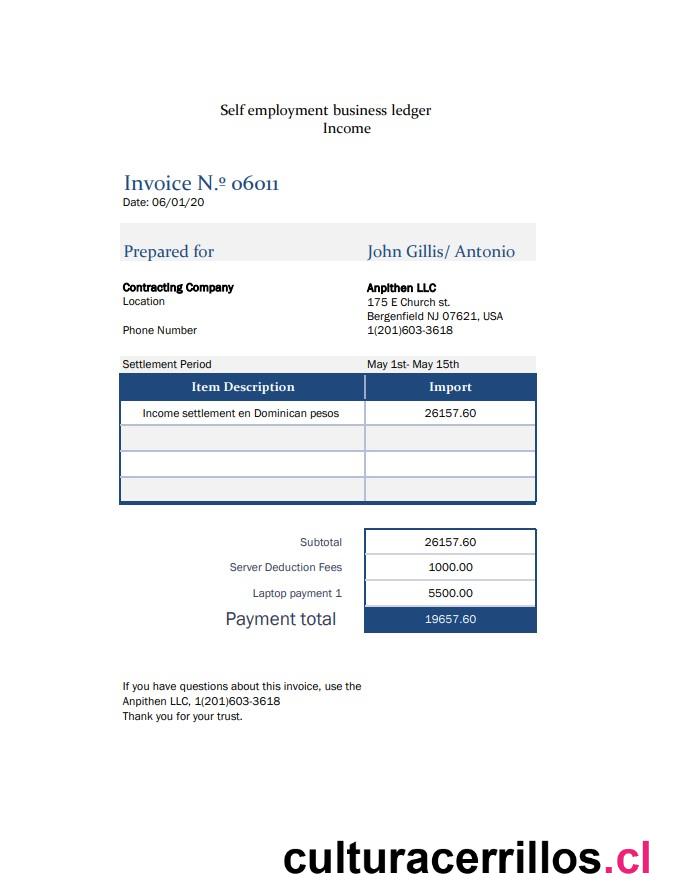 Self employment business ledger
Income
Invoice N.º 06011
Date: 06/01/20
Prepared for John Gillis/ Antonio
Contracting Company Anpithen LLC
Location 175 E Church st.
Bergenfield NJ 07621, USA
Phone Number 1(201)603-3618
Settlement Period May 1st- May 15th
Item Description Import
Income settlement en Dominican pesos 26157.60
Subtotal 26157.60
Server Deduction Fees 1000.00
Laptop payment 1 5500.00
Payment total 19657.60
If you have questions about this invoice, use the
Anpithen LLC, 1(201)603-3618
Thank you for your trust.
culturacerrillos.cl